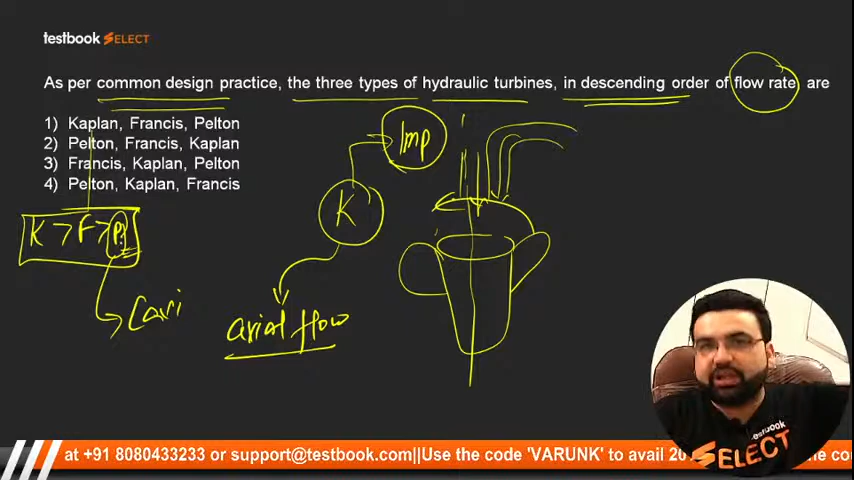 testbook SELECT
As per common design practice, the three types of hydraulic turbines, in descending order of flow rate are
1) Kaplan, Francis, Pelton
2) Pelton, Francis, Kaplan
3) Francis, Kaplan, Pelton
4) Pelton, Kaplan, Francis
Imp
K
K > F >
axial flow
testbook
SELECT
at +91 8080433233 or support@testbook.com||Use the code 'VARUNK' to avail 20